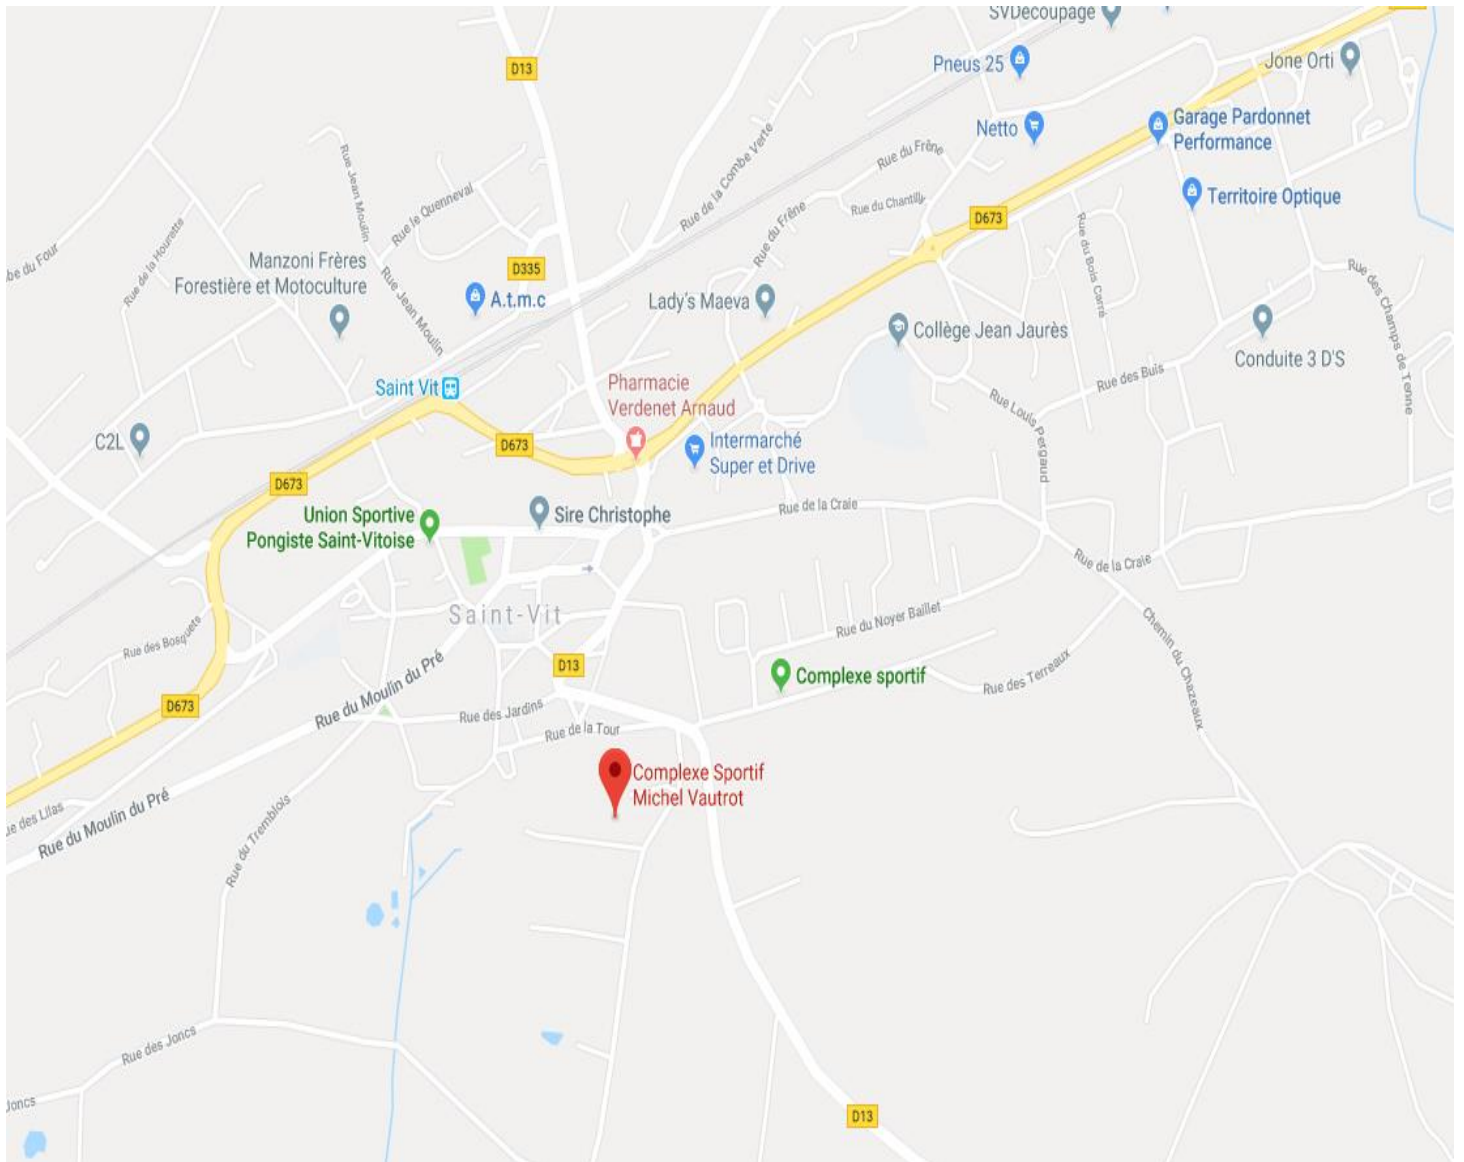 SVDecoupage
D13
Pneus 25
Jone Orti
Netto
Garage Pardonnet
Performance
Rue de la Combe Verte
Rue du Frêne
Rue Jean Moulin
Rue le Quenneval
Rue du Chantilly
Territoire Optique
D673
Rue du Frêne
Rue du Bois Carré
be du Four
Rue de la Hourette
Manzoni Frères
Forestière et Motoculture
D335
A.t.m.c
Lady's Maeva
Rue Jean Moulin
Collège Jean Jaurès
Rue des Champs de Tenne
Conduite 3 D'S
Saint Vit
Pharmacie
Verdenet Arnaud
Rue des Buis
Rue Louis Pergaud
C2L
D673
Intermarché
Super et Drive
D673
Union Sportive
Pongiste Saint-Vitoise
Sire Christophe
Rue de la Craie
Rue de la Craie
Saint-Vit
Rue du Noyer Baillet
Rue des Bosquets
Chemin du Chazeaux
D13
Complexe sportif
Rue des Terreaux
D673
Rue du Moulin du Pré
Rue des Jardins
Rue de la Tour
Complexe Sportif
Michel Vautrot
ue des Lilas
Rue du Moulin du Pré
Rue du Tremblois
Rue des Joncs
Joncs
D13